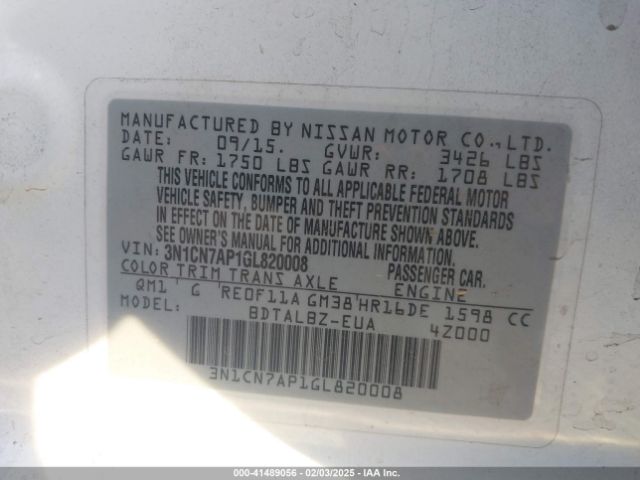 MANUFACTURED BY NISSAN MOTOR CO., LTD.
DATE: 09/15. GVWR: 3426 LBS
GAWR FR: 1750 LBS GAWR RR: 1708 LBS
THIS VEHICLE CONFORMS TO ALL APPLICABLE FEDERAL MOTOR
VEHICLE SAFETY, BUMPER AND THEFT PREVENTION STANDARDS
IN EFFECT ON THE DATE OF MANUFACTURE SHOWN ABOVE.
SEE OWNER'S MANUAL FOR ADDITIONAL INFORMATION.
VIN: 3N1CN7AP1GL820008 PASSENGER CAR.
COLOR TRIM TRANS AXLE ENGINE
QM1' G 'RE0F11A GM38'HR16DE 1598 CC
MODEL: BDTALBZ-EUA 4Z000
3N1CN7AP1GL820008
000-41489056 - 02/03/2025 - IAA Inc.